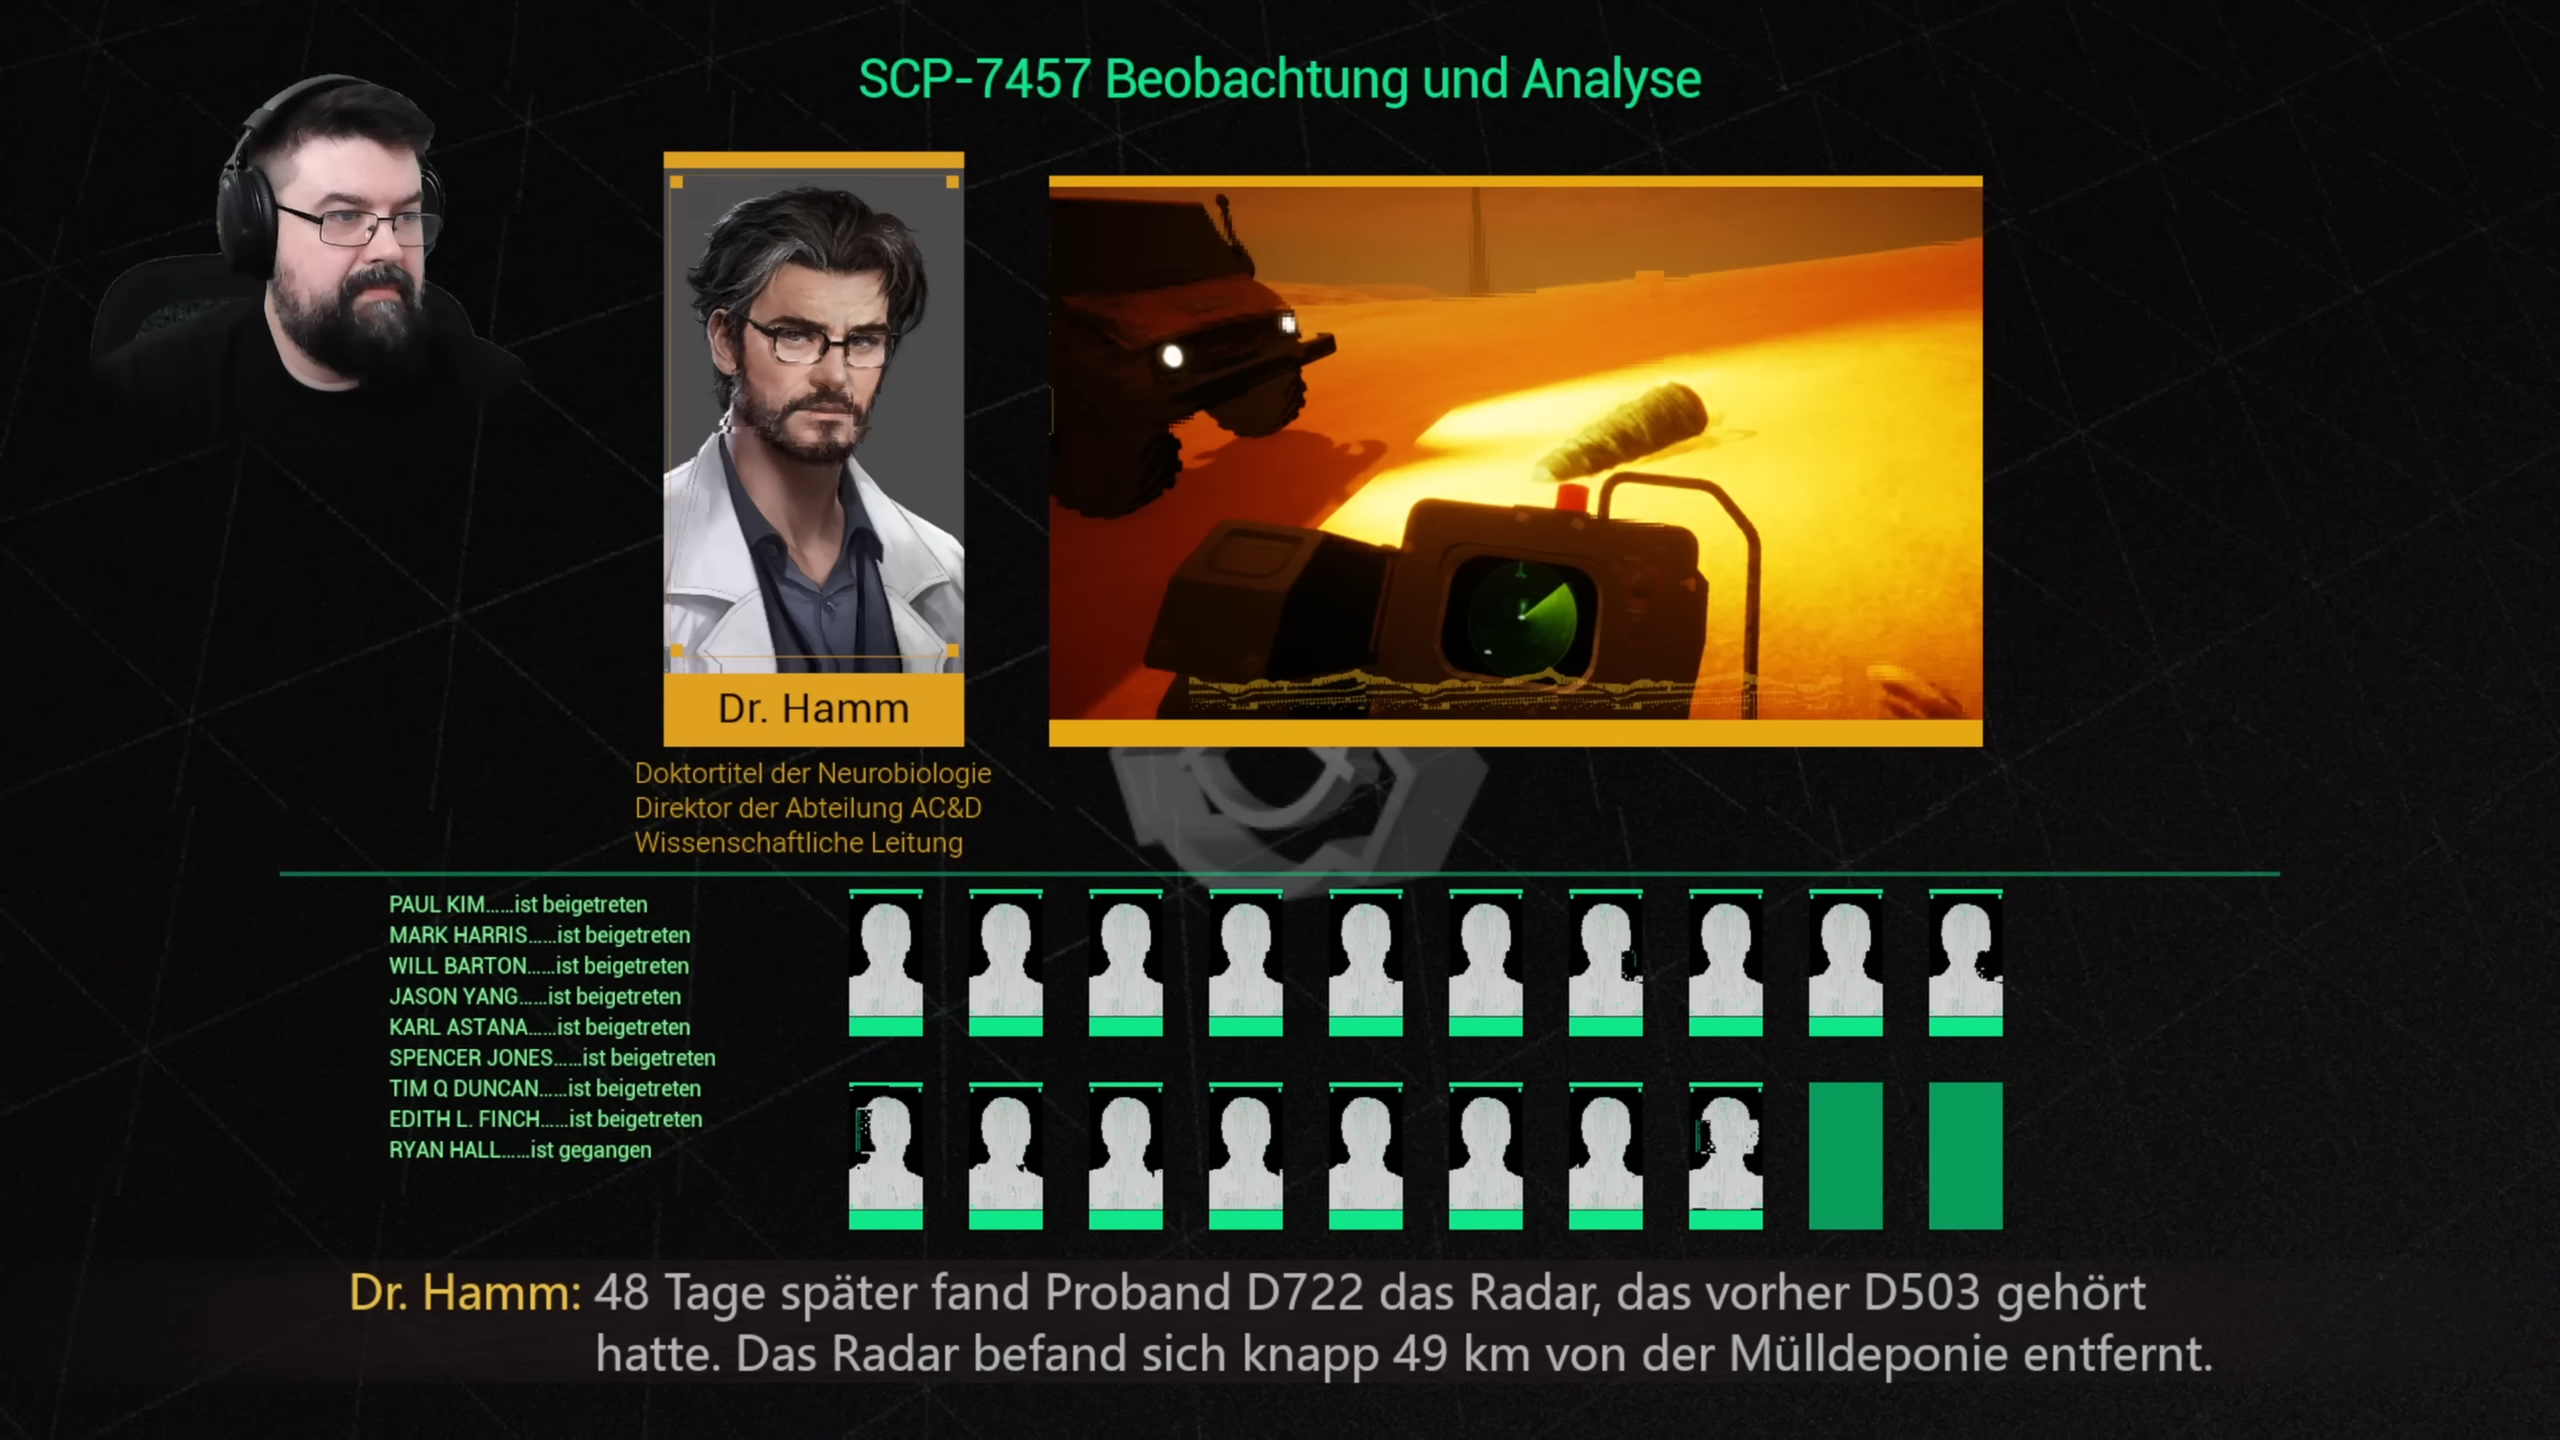 SCP-7457 Beobachtung und Analyse
Dr. Hamm
Doktortitel der Neurobiologie
Direktor der Abteilung AC&D
Wissenschaftliche Leitung
PAUL KIM......ist beigetreten
MARK HARRIS......ist beigetreten
WILL BARTON......ist beigetreten
JASON YANG......ist beigetreten
KARL ASTANA......ist beigetreten
SPENCER JONES......ist beigetreten
TIM Q DUNCAN......ist beigetreten
EDITH L. FINCH......ist beigetreten
RYAN HALL......ist gegangen
Dr. Hamm: 48 Tage später fand Proband D722 das Radar, das vorher D503 gehört
hatte. Das Radar befand sich knapp 49 km von der Mülldeponie entfernt.